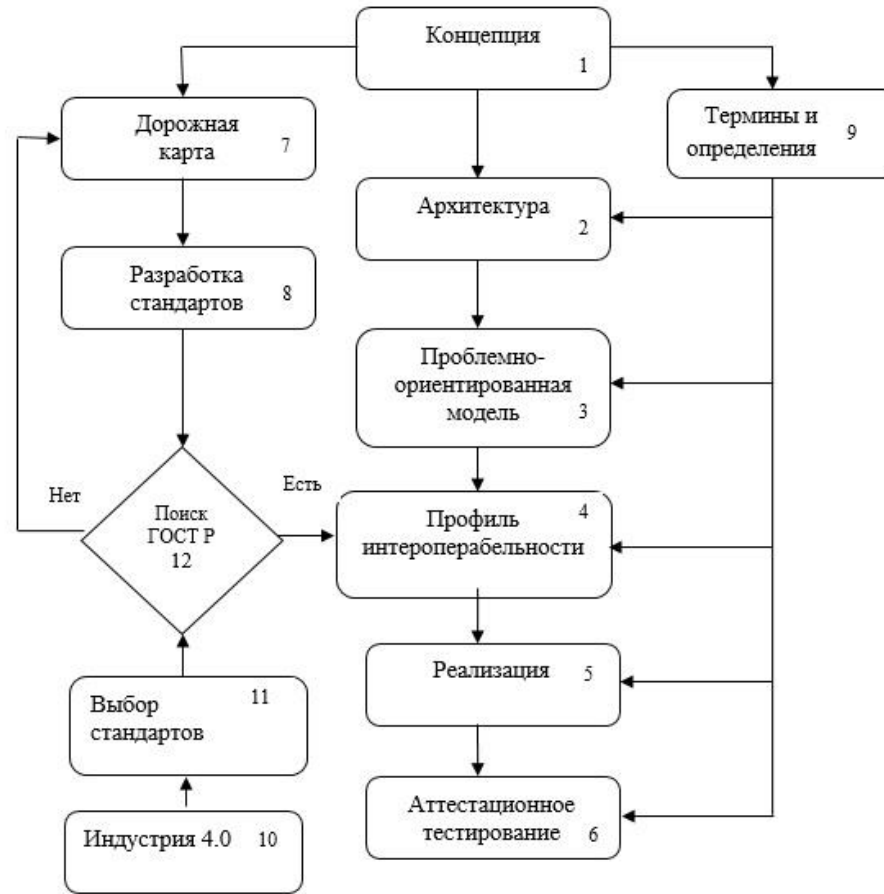 Концепция
1
Дорожная
карта
7
Термины и
определения
9
Архитектура
2
Разработка
стандартов
8
Проблемно-
ориентированная
модель
3
Нет
Есть
Поиск
ГОСТ Р
12
Профиль
интероперабельности
4
Реализация
5
Выбор
стандартов
11
Аттестационное
тестирование
6
Индустрия 4.0
10